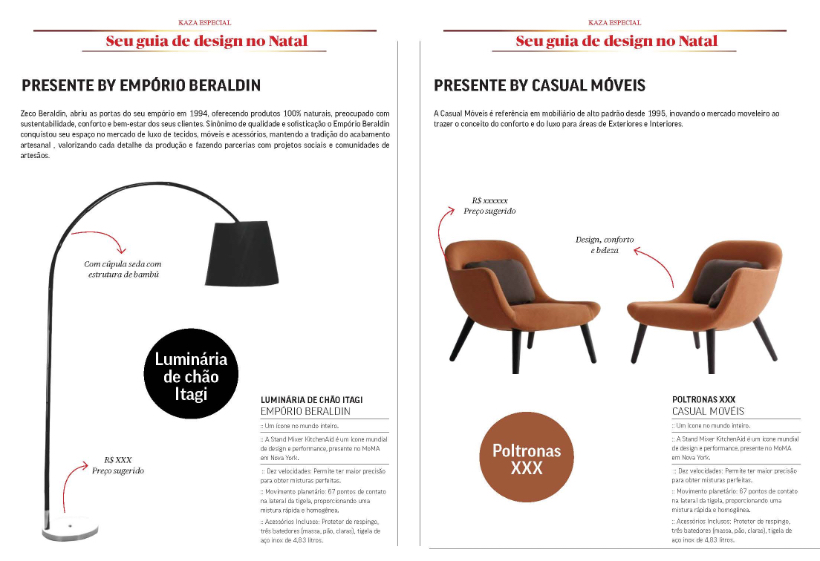 KAZA ESPECIAL
Seu guia de design no Natal
PRESENTE BY EMPÓRIO BERALDIN
Zeco Beraldin, abriu as portas do seu empório em 1994, oferecendo produtos 100% naturais, preocupado com
sustentabilidade, conforto e bem-estar dos seus clientes. Sinônimo de qualidade e sofisticação o Empório Beraldin
conquistou seu espaço no mercado de luxo de tecidos, móveis e acessórios, mantendo a tradição do acabamento
artesanal , valorizando cada detalhe da produção e fazendo parcerias com projetos sociais e comunidades de
artesãos.
Com cúpula seda com
estrutura de bambú
Luminária
de chão
Itagi
R$ XXX
Preço sugerido
LUMINÁRIA DE CHÃO ITAGI
EMPÓRIO BERALDIN
:: Um ícone no mundo inteiro.
:: A Stand Mixer KitchenAid é um ícone mundial
de design e performance, presente no MoMA
em Nova York.
:: Dez velocidades: Permite ter maior precisão
para obter misturas perfeitas.
:: Movimento planetário: 67 pontos de contato
na lateral da tigela, proporcionando uma
mistura rápida e homogênea.
:: Acessórios Inclusos: Protetor de respingo,
três batedores (massa, pão, claras), tigela de
aço inox de 4,83 litros.
KAZA ESPECIAL
Seu guia de design no Natal
PRESENTE BY CASUAL MÓVEIS
A Casual Móveis é referência em mobiliário de alto padrão desde 1995, inovando o mercado moveleiro ao
trazer o conceito do conforto e do luxo para áreas de Exteriores e Interiores.
R$ xxxxxx
Preço sugerido
Design, conforto
e beleza
Poltronas
XXX
POLTRONAS XXX
CASUAL MOVÉIS
:: Um ícone no mundo inteiro.
:: A Stand Mixer KitchenAid é um ícone mundial
de design e performance, presente no MoMA
em Nova York.
:: Dez velocidades: Permite ter maior precisão
para obter misturas perfeitas.
:: Movimento planetário: 67 pontos de contato
na lateral da tigela, proporcionando uma
mistura rápida e homogênea.
:: Acessórios Inclusos: Protetor de respingo,
três batedores (massa, pão, claras), tigela de
aço inox de 4,83 litros.